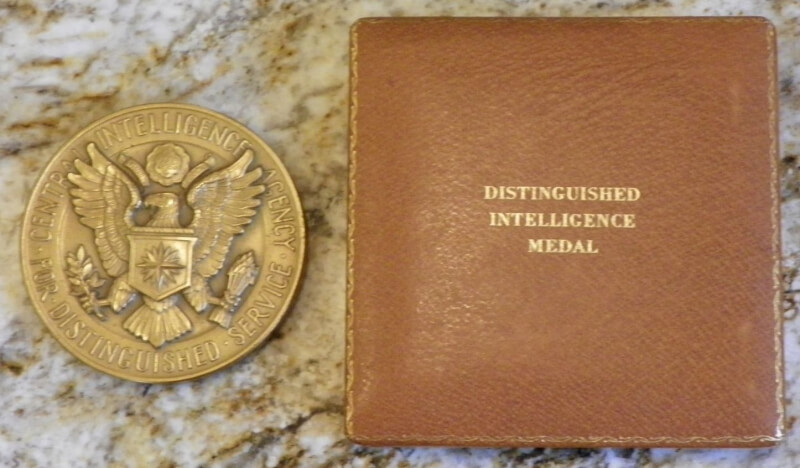 CENTRAL INTELLIGENCE AGENCY
· FOR DISTINGUISHED · SERVICE ·
DISTINGUISHED
INTELLIGENCE
MEDAL